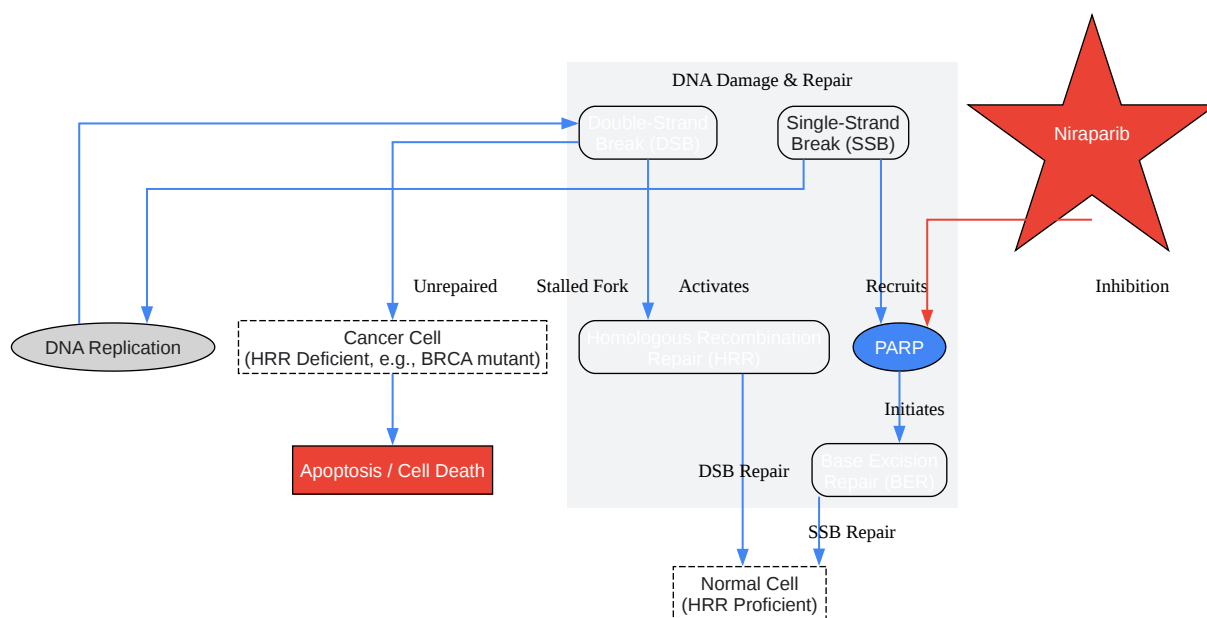 DNA Damage & Repair
Double-Strand
Break (DSB)
Single-Strand
Break (SSB)
Niraparib
Unrepaired
Stalled Fork
Activates
Recruits
Inhibition
DNA Replication
Cancer Cell
(HRR Deficient, e.g., BRCA mutant)
Homologous Recombination
Repair (HRR)
PARP
Initiates
Apoptosis / Cell Death
DSB Repair
Base Excision
Repair (BER)
SSB Repair
Normal Cell
(HRR Proficient)